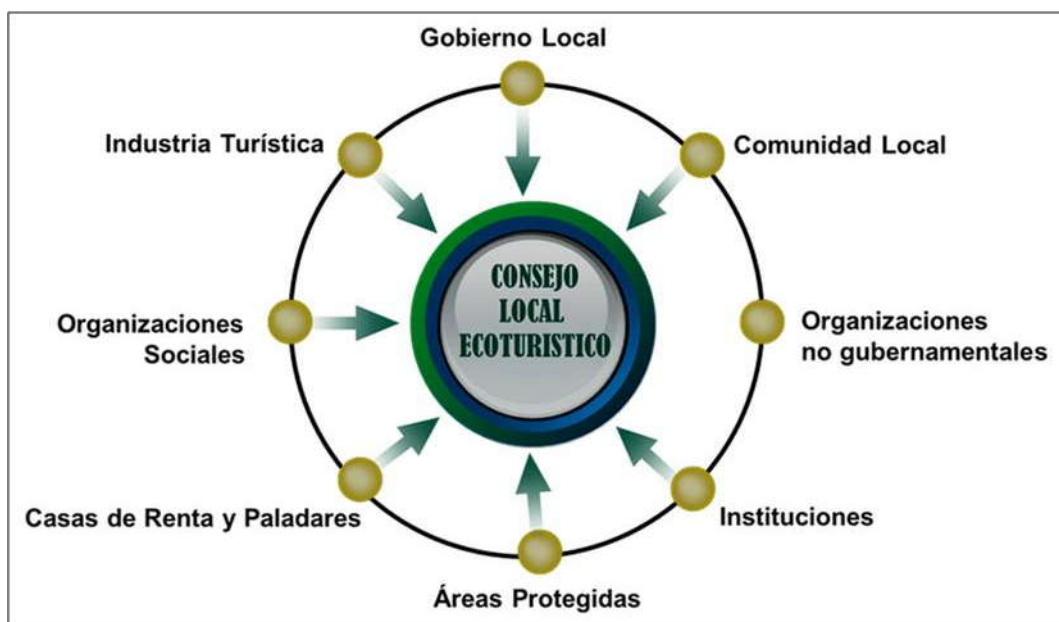 Gobierno Local
Industria Turística
Comunidad Local
CONSEJO
LOCAL
ECOTURISTICO
Organizaciones
Sociales
Organizaciones
no gubernamentales
Casas de Renta y Paladares
Instituciones
Áreas Protegidas